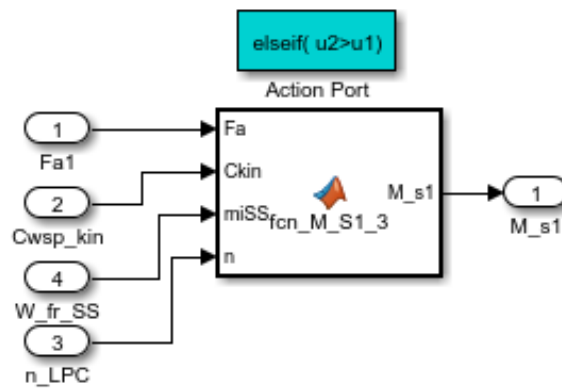 elseif( u2>u1)
Action Port
1
Fa1
2
Cwsp_kin
4
W_fr_SS
3
n_LPC
Fa
Ckin
miSS
n
fcn_M_S1_3
M_s1
1
M_s1